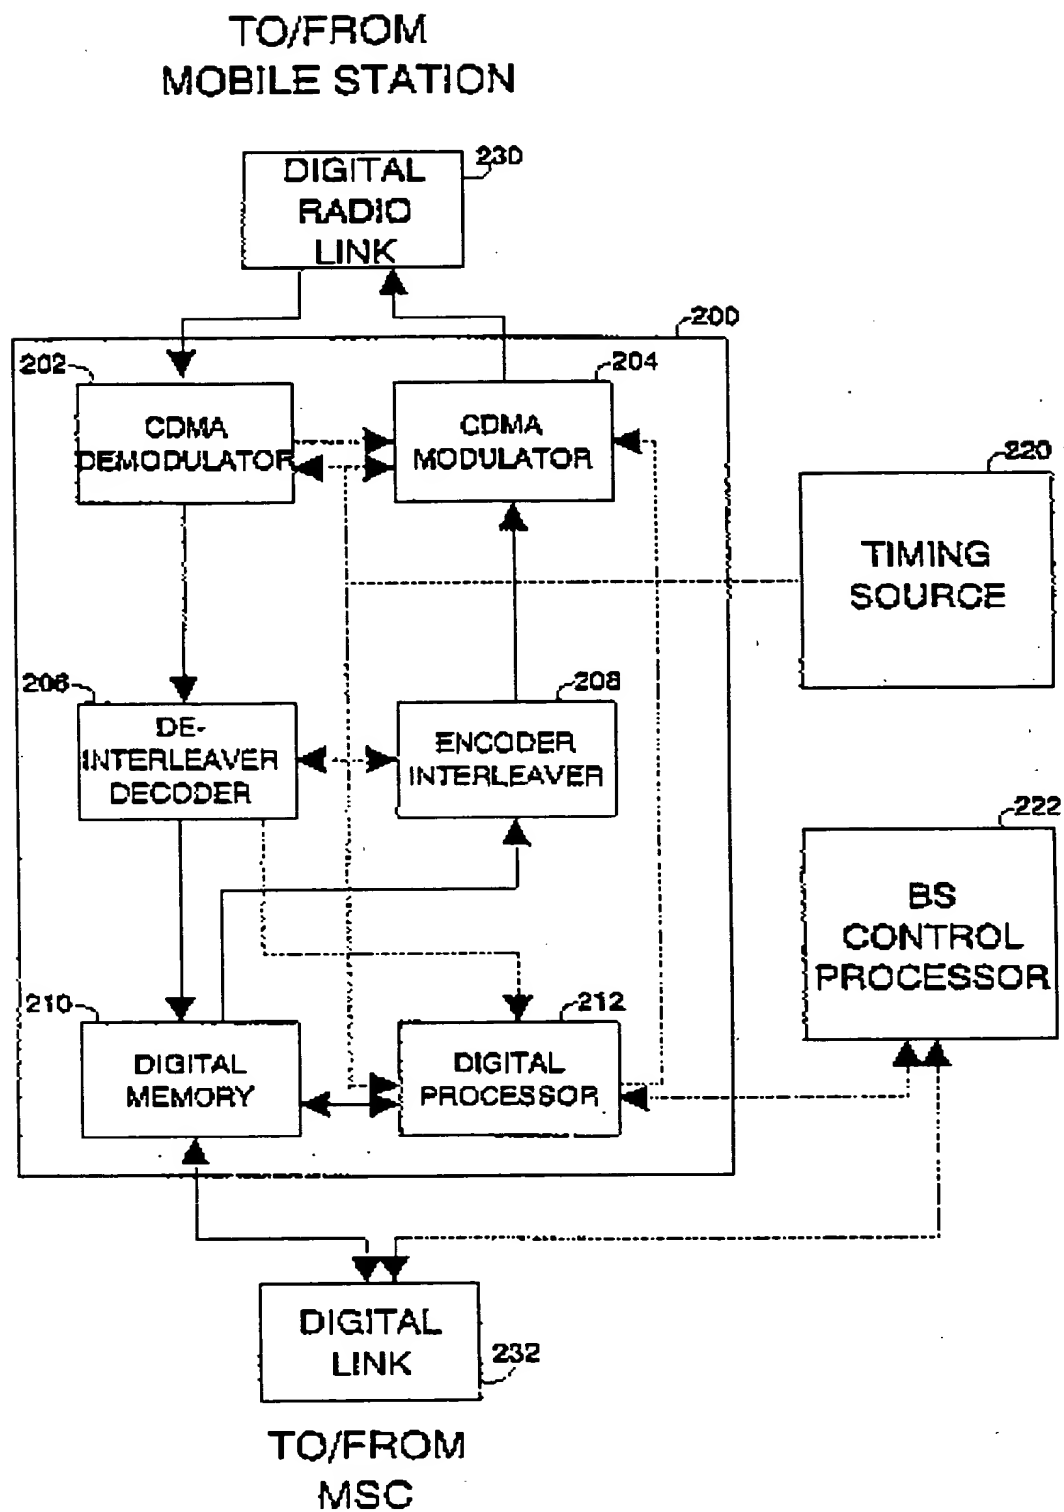 TO/FROM
MOBILE STATION
230
DIGITAL
RADIO
LINK
200
202
204
CDMA
DEMODULATOR
CDMA
MODULATOR
220
TIMING
SOURCE
206
208
DE-
INTERLEAVER
DECODER
ENCODER
INTERLEAVER
222
BS
CONTROL
PROCESSOR
210
212
DIGITAL
MEMORY
DIGITAL
PROCESSOR
DIGITAL
LINK
232
TO/FROM
MSC